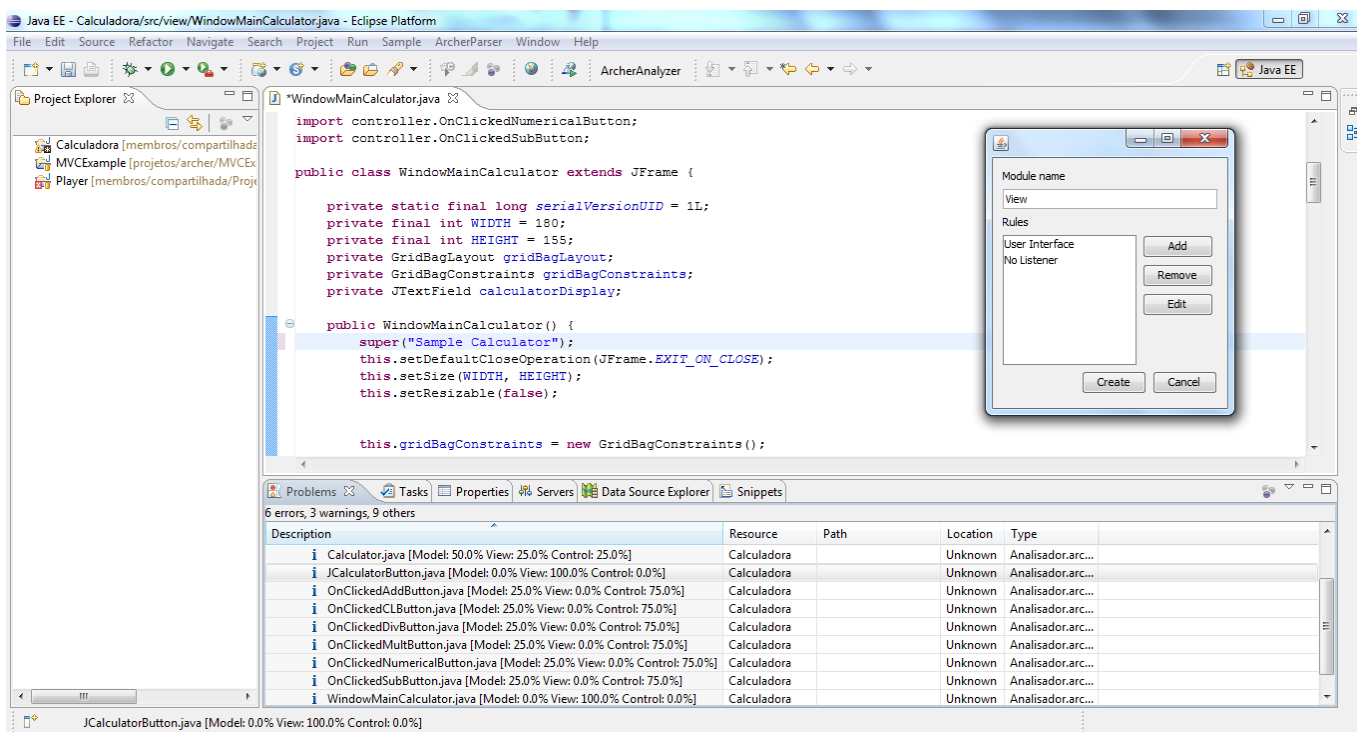 Java EE - Calculadora/src/view/WindowMainCalculator.java - Eclipse Platform
File Edit Source Refactor Navigate Search Project Run Sample ArcherParser Window Help
ArcherAnalyzer
Java EE
Project Explorer
Calculadora [membros/compartilhada
MVCExample [projetos/archer/MVCEx
Player [membros/compartilhada/Proje
*WindowMainCalculator.java
import controller.OnClickedNumericalButton;
import controller.OnClickedSubButton;
public class WindowMainCalculator extends JFrame {
private static final long serialVersionUID = 1L;
private final int WIDTH = 180;
private final int HEIGHT = 155;
private GridBagLayout gridBagLayout;
private GridBagConstraints gridBagConstraints;
private JTextField calculatorDisplay;
public WindowMainCalculator() {
super("Sample Calculator");
this.setDefaultCloseOperation(JFrame.EXIT_ON_CLOSE);
this.setSize(WIDTH, HEIGHT);
this.setResizable(false);
this.gridBagConstraints = new GridBagConstraints();
Module name
View
Rules
User Interface
No Listener
Add
Remove
Edit
Create Cancel
Problems Tasks Properties Servers Data Source Explorer Snippets
6 errors, 3 warnings, 9 others
Description Resource Path Location Type
i Calculator.java [Model: 50.0% View: 25.0% Control: 25.0%] Calculadora Unknown Analisador.arc...
i JCalculatorButton.java [Model: 0.0% View: 100.0% Control: 0.0%] Calculadora Unknown Analisador.arc...
i OnClickedAddButton.java [Model: 25.0% View: 0.0% Control: 75.0%] Calculadora Unknown Analisador.arc...
i OnClickedCLButton.java [Model: 25.0% View: 0.0% Control: 75.0%] Calculadora Unknown Analisador.arc...
i OnClickedDivButton.java [Model: 25.0% View: 0.0% Control: 75.0%] Calculadora Unknown Analisador.arc...
i OnClickedMultButton.java [Model: 25.0% View: 0.0% Control: 75.0%] Calculadora Unknown Analisador.arc...
i OnClickedNumericalButton.java [Model: 25.0% View: 0.0% Control: 75.0%] Calculadora Unknown Analisador.arc...
i OnClickedSubButton.java [Model: 25.0% View: 0.0% Control: 75.0%] Calculadora Unknown Analisador.arc...
i WindowMainCalculator.java [Model: 0.0% View: 100.0% Control: 0.0%] Calculadora Unknown Analisador.arc...
JCalculatorButton.java [Model: 0.0% View: 100.0% Control: 0.0%]